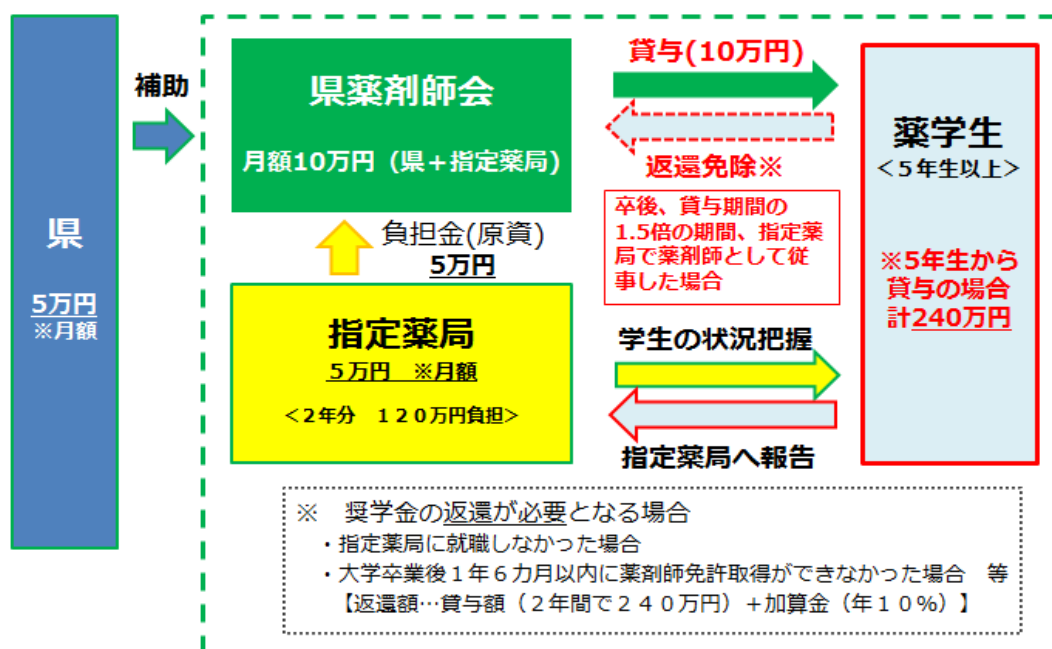 県
5万円
※月額
補助
県薬剤師会
月額10万円（県＋指定薬局）
負担金(原資)
5万円
指定薬局
５万円　※月額
＜２年分　１２０万円負担＞
貸与(10万円)
返還免除※
卒後、貸与期間の
1.5倍の期間、指定薬
局で薬剤師として従
事した場合
学生の状況把握
指定薬局へ報告
薬学生
＜５年生以上＞
※5年生から
貸与の場合
計240万円
※　奨学金の返還が必要となる場合
・指定薬局に就職しなかった場合
・大学卒業後１年６カ月以内に薬剤師免許取得ができなかった場合　等
【返還額…貸与額（２年間で２４０万円）＋加算金（年１０％）】